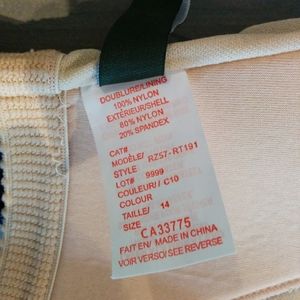 DOUBLURE/LINING
100% NYLON
EXTÉRIEUR/SHELL
80% NYLON
20% SPANDEX
CAT#
MODÈLE/ RZ57-RT191
STYLE
LOT# 9999
COULEUR// C10
COLOUR
TAILLE/ 14
SIZE
CA33775
FAIT EN/ MADE IN CHINA
VOIR VERSO/SEE REVERSE